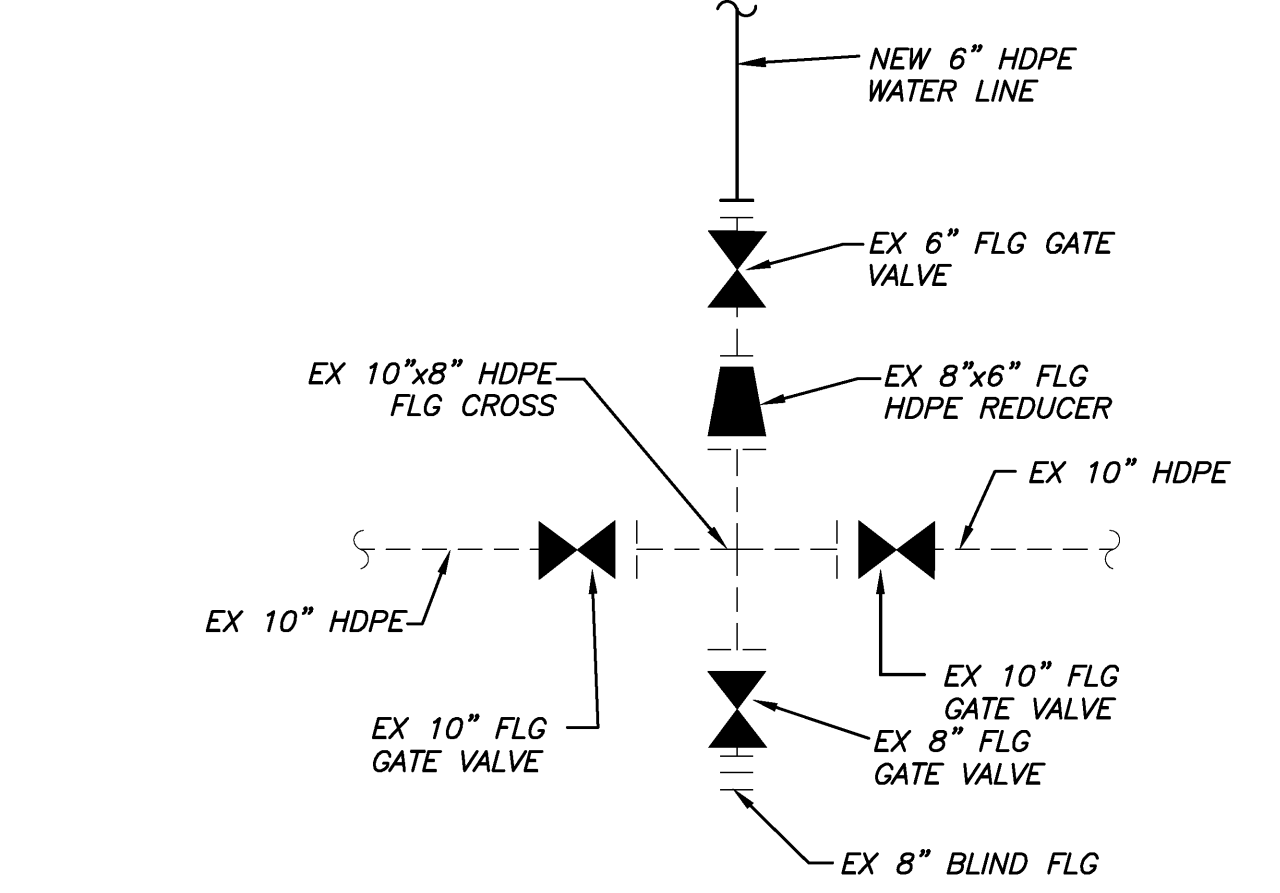 NEW 6” HDPE
WATER LINE
EX 6” FLG GATE
VALVE
EX 10”x8” HDPE
FLG CROSS
EX 8”x6” FLG
HDPE REDUCER
EX 10” HDPE
EX 10” HDPE
EX 10” FLG
GATE VALVE
EX 10” FLG
GATE VALVE
EX 8” FLG
GATE VALVE
EX 8” BLIND FLG